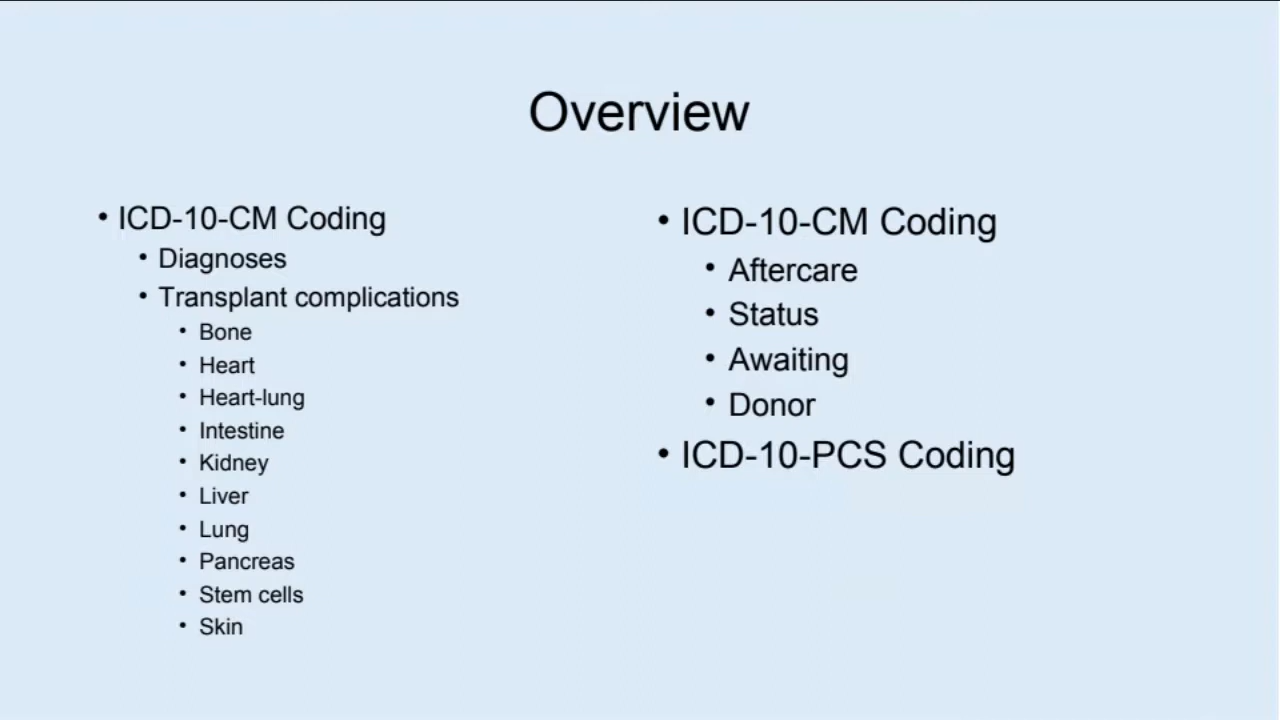 Overview
• ICD-10-CM Coding
• Diagnoses
• Transplant complications
• Bone
• Heart
• Heart-lung
• Intestine
• Kidney
• Liver
• Lung
• Pancreas
• Stem cells
• Skin
• ICD-10-CM Coding
• Aftercare
• Status
• Awaiting
• Donor
• ICD-10-PCS Coding